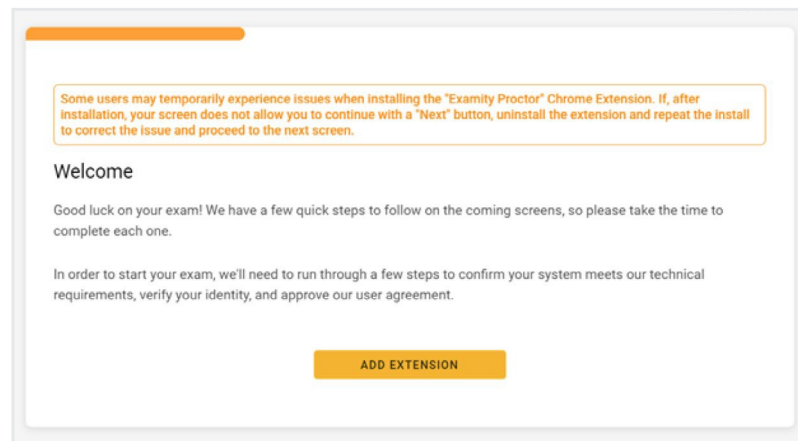 Some users may temporarily experience issues when installing the "Examity Proctor" Chrome Extension. If, after
installation, your screen does not allow you to continue with a "Next" button, uninstall the extension and repeat the install
to correct the issue and proceed to the next screen.
Welcome
Good luck on your exam! We have a few quick steps to follow on the coming screens, so please take the time to
complete each one.
In order to start your exam, we'll need to run through a few steps to confirm your system meets our technical
requirements, verify your identity, and approve our user agreement.
ADD EXTENSION